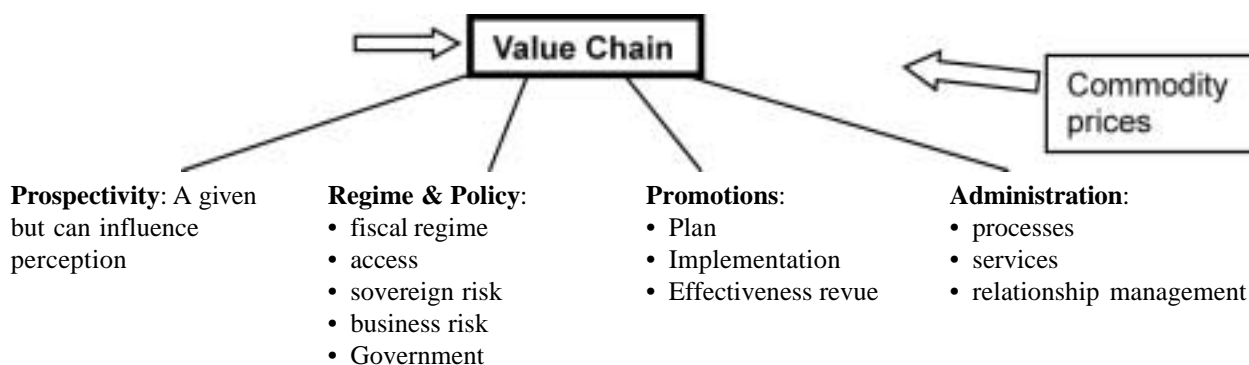 Value Chain
Commodity
prices
Prospectivity: A given
but can influence
perception
Regime & Policy:
• fiscal regime
• access
• sovereign risk
• business risk
• Government
Promotions:
• Plan
• Implementation
• Effectiveness revue
Administration:
• processes
• services
• relationship management